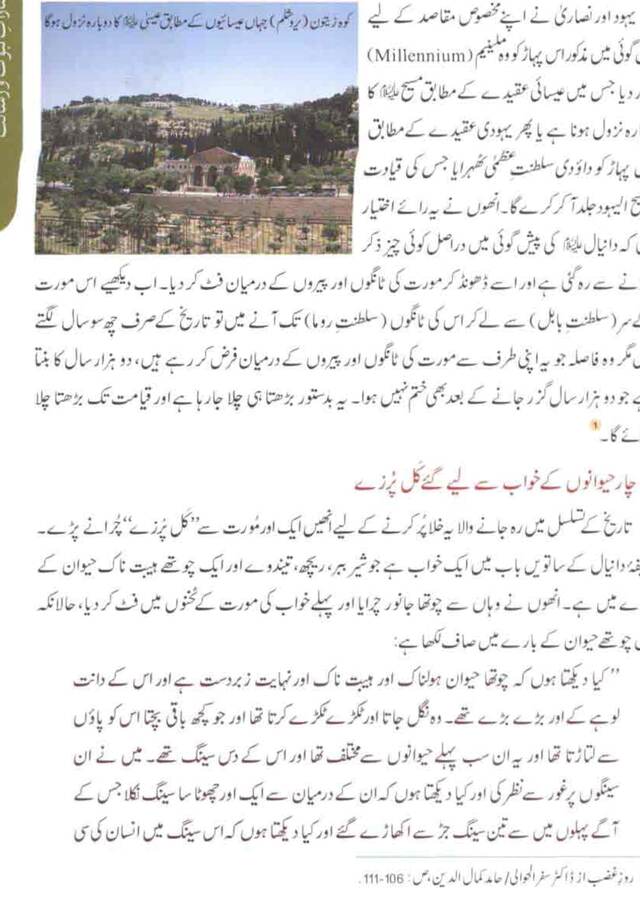 کوہ زیتون (یروشلم) جہاں عیسائیوں کے مطابق عیسیٰ علیہ السلام کا دوبارہ نزول ہوگا
یہود اور نصاریٰ نے اپنے مخصوص مقاصد کے لیے
گوئی میں مذکور اس پہاڑ کو وہ ملینیم (Millennium)
ر دیا جس میں عیسائی عقیدے کے مطابق مسیح علیہ السلام کا
رہ نزول ہونا ہے یا پھر یہودی عقیدے کے مطابق
پہاڑ کو داؤدی سلطنتِ عظمٰی ٹھہرایا جس کی قیادت
ح الیہود جلد آ کر کرے گا۔ انھوں نے یہ رائے اختیار
کہ دانیال علیہ السلام کی پیش گوئی میں دراصل کوئی چیز ذکر
نے سے رہ گئی ہے اور اسے ڈھونڈ کر مورت کی ٹانگوں اور پیروں کے درمیان فٹ کر دیا۔ اب دیکھیے اس مورت
کے سر (سلطنتِ بابل) سے لے کر اس کی ٹانگوں (سلطنتِ روما) تک آنے میں تو تاریخ کے صرف چھ سو سال لگتے
مگر وہ فاصلہ جو یہ اپنی طرف سے مورت کی ٹانگوں اور پیروں کے درمیان فرض کر رہے ہیں، دو ہزار سال کا بنتا
ہے جو دو ہزار سال گزر جانے کے بعد بھی ختم نہیں ہوا۔ یہ بدستور بڑھتا ہی چلا جا رہا ہے اور قیامت تک بڑھتا چلا
ئے گا۔ ①
چار حیوانوں کے خواب سے لیے گئے کَل پُرزے
تاریخ کے تسلسل میں رہ جانے والا یہ خلا پُر کرنے کے لیے انھیں ایک اور مُورت سے ”کَل پُرزے“ چُرانے پڑے۔
فۂ دانیال کے ساتویں باب میں ایک خواب ہے جو شیر ببر، ریچھ، تیندوے اور ایک چوتھے ہیبت ناک حیوان کے
ے میں ہے۔ انھوں نے وہاں سے چوتھا جانور چرایا اور پہلے خواب کی مورت کے ٹخنوں میں فٹ کر دیا، حالانکہ
چوتھے حیوان کے بارے میں صاف لکھا ہے:
”کیا دیکھتا ہوں کہ چوتھا حیوان ہولناک اور ہیبت ناک اور نہایت زبردست ہے اور اس کے دانت
لوہے کے اور بڑے بڑے تھے۔ وہ نگل جاتا اور ٹکڑے ٹکڑے کرتا تھا اور جو کچھ باقی بچتا اس کو پاؤں
سے لتاڑتا تھا اور یہ ان سب پہلے حیوانوں سے مختلف تھا اور اس کے دس سینگ تھے۔ میں نے ان
سینگوں پر غور سے نظر کی اور کیا دیکھتا ہوں کہ ان کے درمیان سے ایک اور چھوٹا سا سینگ نکلا جس کے
آگے پہلوں میں سے تین سینگ جڑ سے اکھاڑے گئے اور کیا دیکھتا ہوں کہ اس سینگ میں انسان کی سی
روزِ غضب از ڈاکٹر سفر الحوالی/حامد کمال الدین، ص: 106-111.